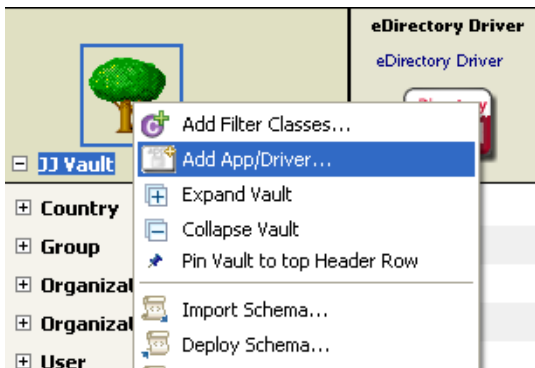 eDirectory Driver
eDirectory Driver
Add Filter Classes...
JJ Vault
Add App/Driver...
Expand Vault
Country
Collapse Vault
Group
Pin Vault to top Header Row
Organizat
Import Schema...
Organizat
Deploy Schema...
User